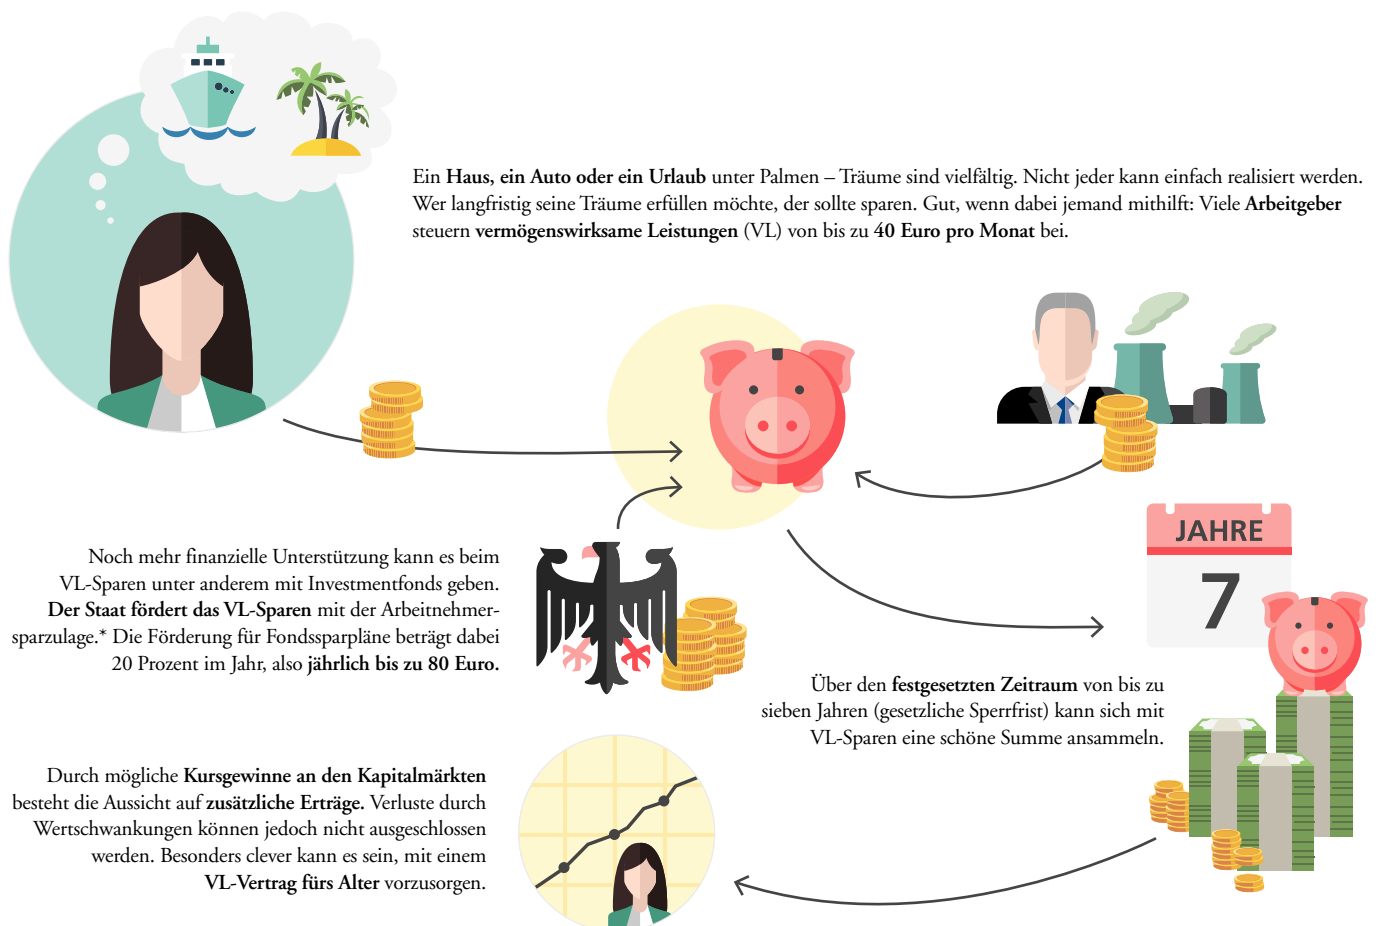 Ein Haus, ein Auto oder ein Urlaub unter Palmen – Träume sind vielfältig. Nicht jeder kann einfach realisiert werden.
Wer langfristig seine Träume erfüllen möchte, der sollte sparen. Gut, wenn dabei jemand mithilft: Viele Arbeitgeber
steuern vermögenswirksame Leistungen (VL) von bis zu 40 Euro pro Monat bei.
Noch mehr finanzielle Unterstützung kann es beim
VL-Sparen unter anderem mit Investmentfonds geben.
Der Staat fördert das VL-Sparen mit der Arbeitnehmer-
sparzulage.* Die Förderung für Fondssparpläne beträgt dabei
20 Prozent im Jahr, also jährlich bis zu 80 Euro.
JAHRE
7
Über den festgesetzten Zeitraum von bis zu
sieben Jahren (gesetzliche Sperrfrist) kann sich mit
VL-Sparen eine schöne Summe ansammeln.
Durch mögliche Kursgewinne an den Kapitalmärkten
besteht die Aussicht auf zusätzliche Erträge. Verluste durch
Wertschwankungen können jedoch nicht ausgeschlossen
werden. Besonders clever kann es sein, mit einem
VL-Vertrag fürs Alter vorzusorgen.